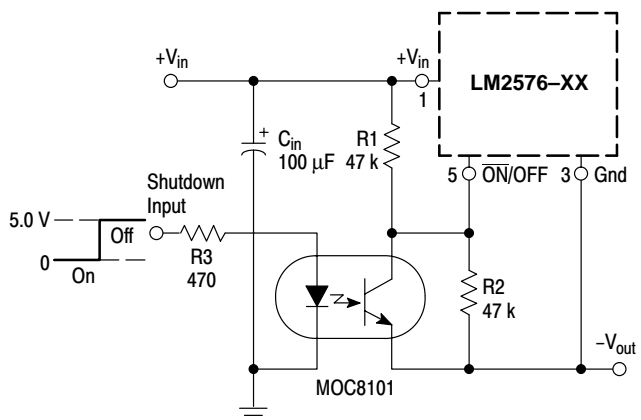 +Vin
+Vin
1
LM2576–XX
Cin
100 μF
+
R1
47 k
5
ON/OFF
3
Gnd
Shutdown
Input
5.0 V
Off
0
On
R3
470
R2
47 k
–Vout
MOC8101